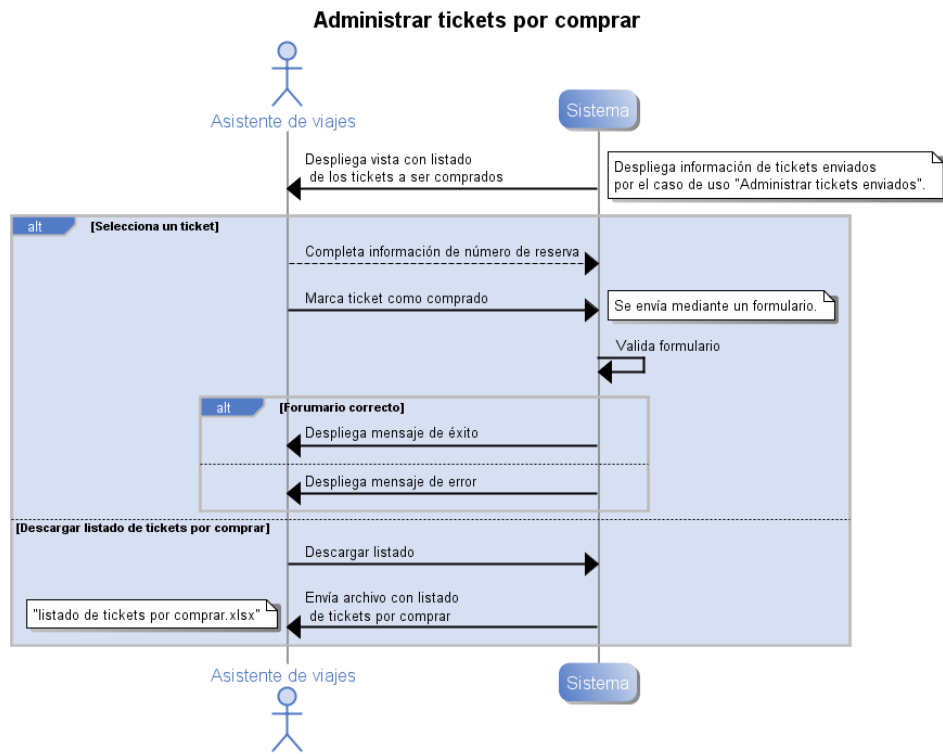 Administrar tickets por comprar
Asistente de viajes
Sistema
Despliega vista con listado
de los tickets a ser comprados
Despliega información de tickets enviados
por el caso de uso "Administrar tickets enviados".
alt
[Selecciona un ticket]
Completa información de número de reserva
Marca ticket como comprado
Se envía mediante un formulario.
Valida formulario
alt
[Forumario correcto]
Despliega mensaje de éxito
Despliega mensaje de error
[Descargar listado de tickets por comprar]
Descargar listado
Envía archivo con listado
de tickets por comprar
"listado de tickets por comprar.xlsx"
Asistente de viajes
Sistema